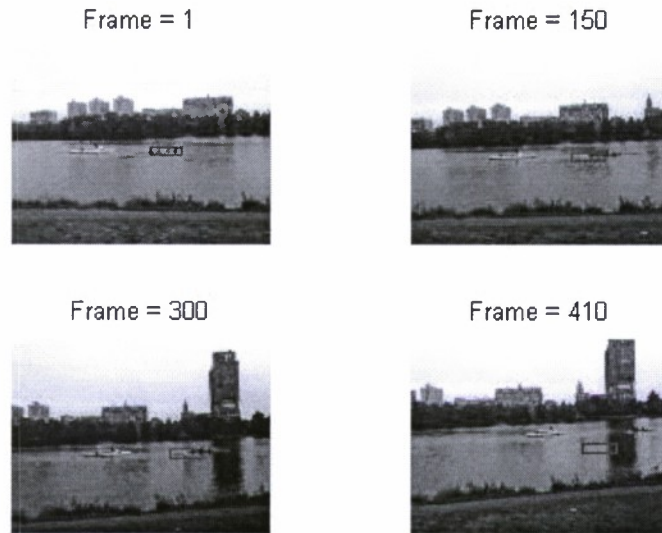 Frame = 1
Frame = 150
Frame = 300
Frame = 410